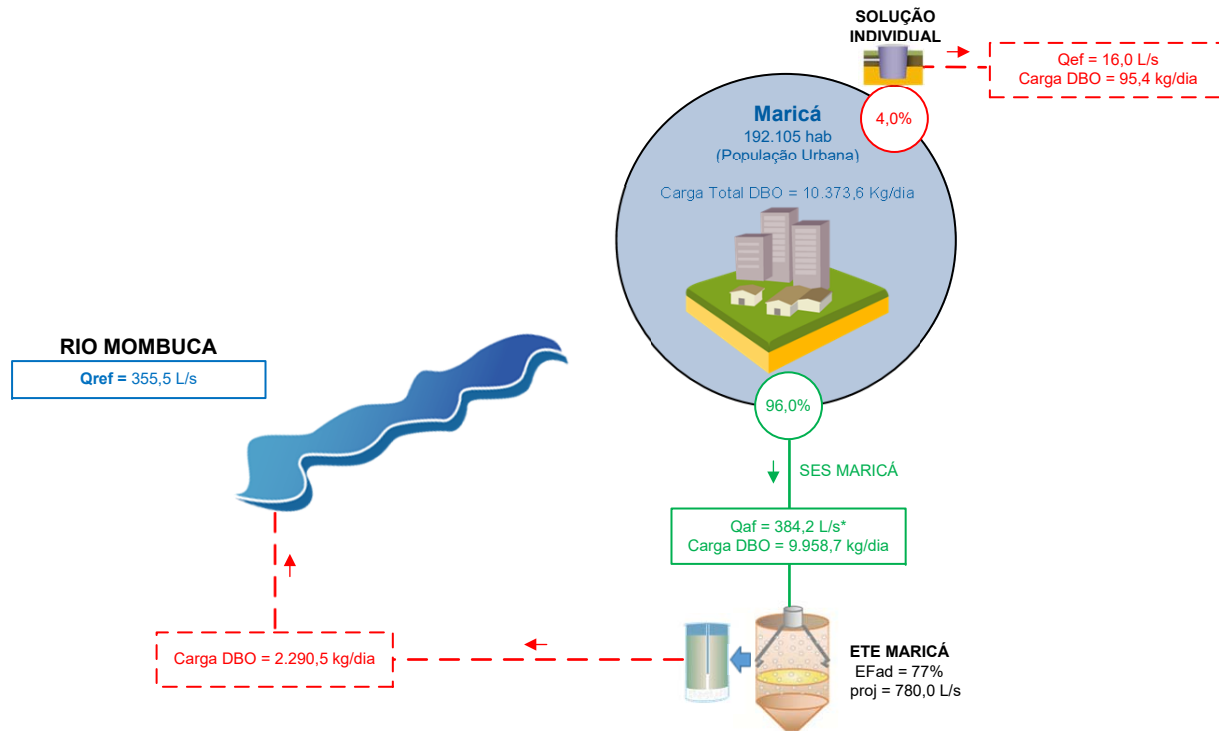 SOLUÇÃO
INDIVIDUAL
Qef = 16,0 L/s
Carga DBO = 95,4 kg/dia
4,0%
Maricá
192.105 hab
(População Urbana)
Carga Total DBO = 10.373,6 Kg/dia
RIO MOMBUCA
Qref = 355,5 L/s
96,0%
SES MARICÁ
Qaf = 384,2 L/s*
Carga DBO = 9.958,7 kg/dia
Carga DBO = 2.290,5 kg/dia
ETE MARICÁ
EFad = 77%
proj = 780,0 L/s